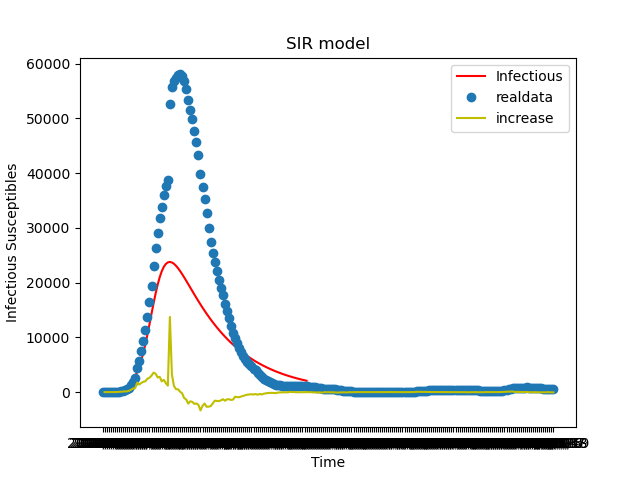 SIR model
60000
50000
40000
30000
20000
10000
0
Infectious Susceptibles
Infectious
realdata
increase
Time